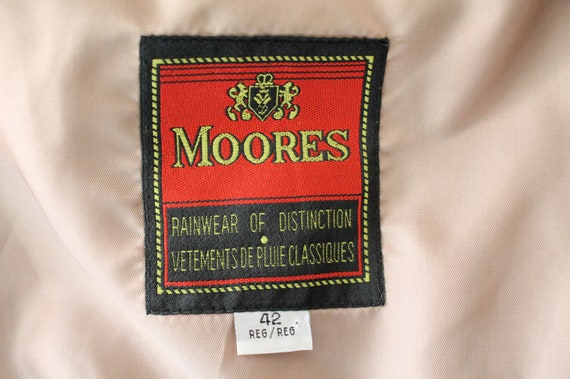 MOORES
RAINWEAR OF DISTINCTION
VETEMENTS DE PLUIE CLASSIQUES
42
REG/REG